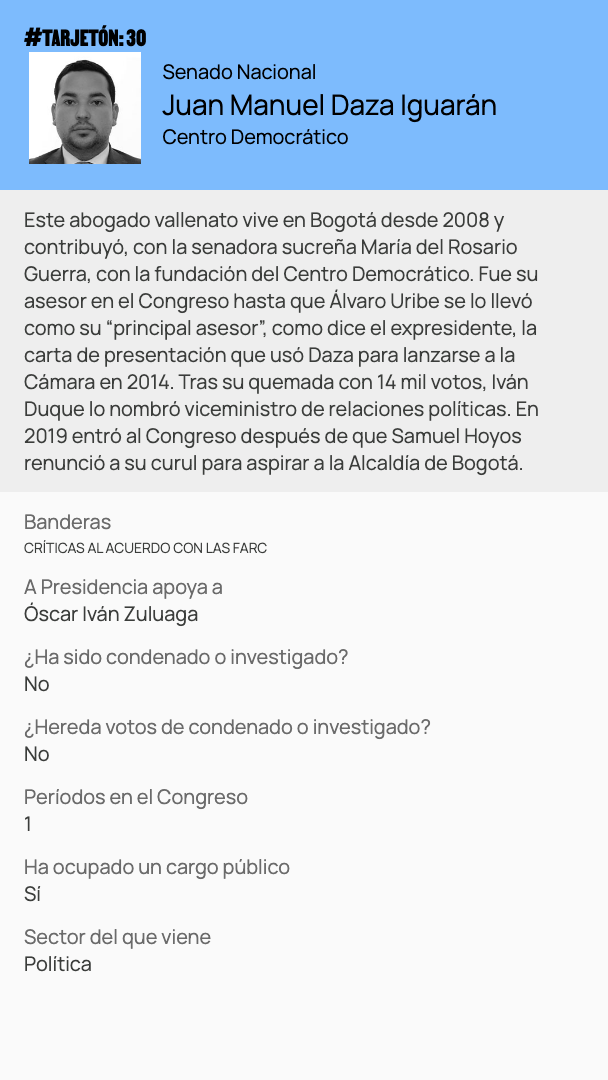 #TARJETÓN: 30
Senado Nacional
Juan Manuel Daza Iguarán
Centro Democrático
Este abogado vallenato vive en Bogotá desde 2008 y
contribuyó, con la senadora sucreña María del Rosario
Guerra, con la fundación del Centro Democrático. Fue su
asesor en el Congreso hasta que Álvaro Uribe se lo llevó
como su “principal asesor”, como dice el expresidente, la
carta de presentación que usó Daza para lanzarse a la
Cámara en 2014. Tras su quemada con 14 mil votos, Iván
Duque lo nombró viceministro de relaciones políticas. En
2019 entró al Congreso después de que Samuel Hoyos
renunció a su curul para aspirar a la Alcaldía de Bogotá.
Banderas
CRÍTICAS AL ACUERDO CON LAS FARC
A Presidencia apoya a
Óscar Iván Zuluaga
¿Ha sido condenado o investigado?
No
¿Hereda votos de condenado o investigado?
No
Períodos en el Congreso
1
Ha ocupado un cargo público
Sí
Sector del que viene
Política